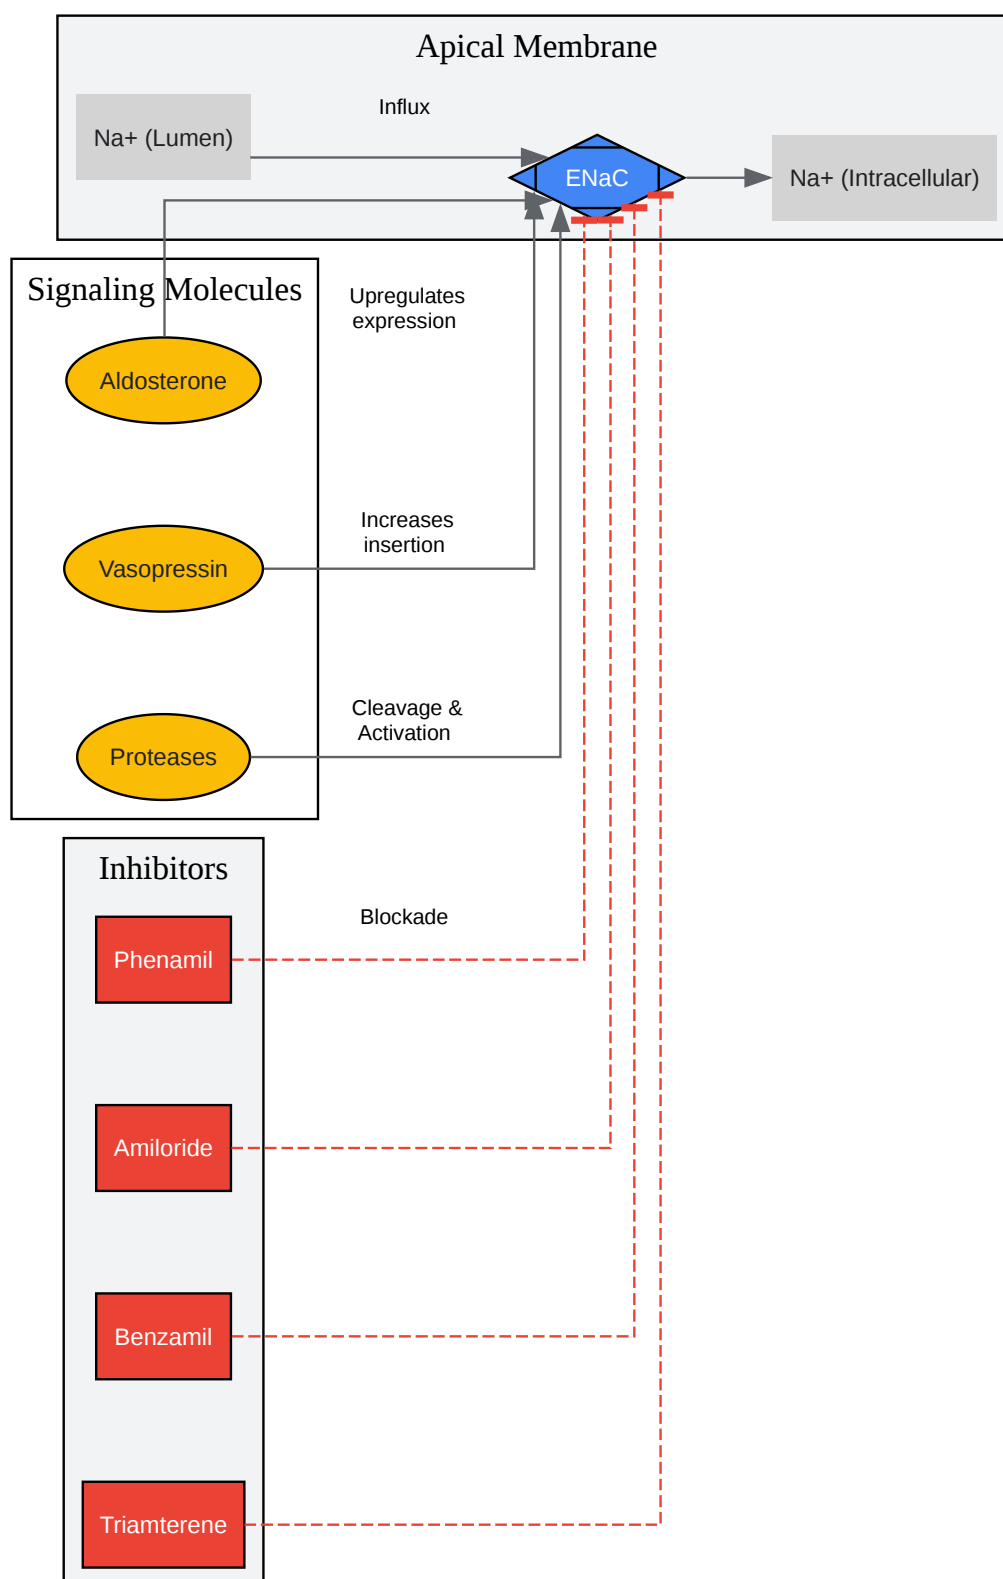 Apical Membrane
Influx
Na+ (Lumen)
ENaC
Na+ (Intracellular)
Signaling Molecules
Upregulates
expression
Aldosterone
Increases
insertion
Vasopressin
Cleavage &
Activation
Proteases
Inhibitors
Blockade
Phenamil
Amiloride
Benzamil
Triamterene